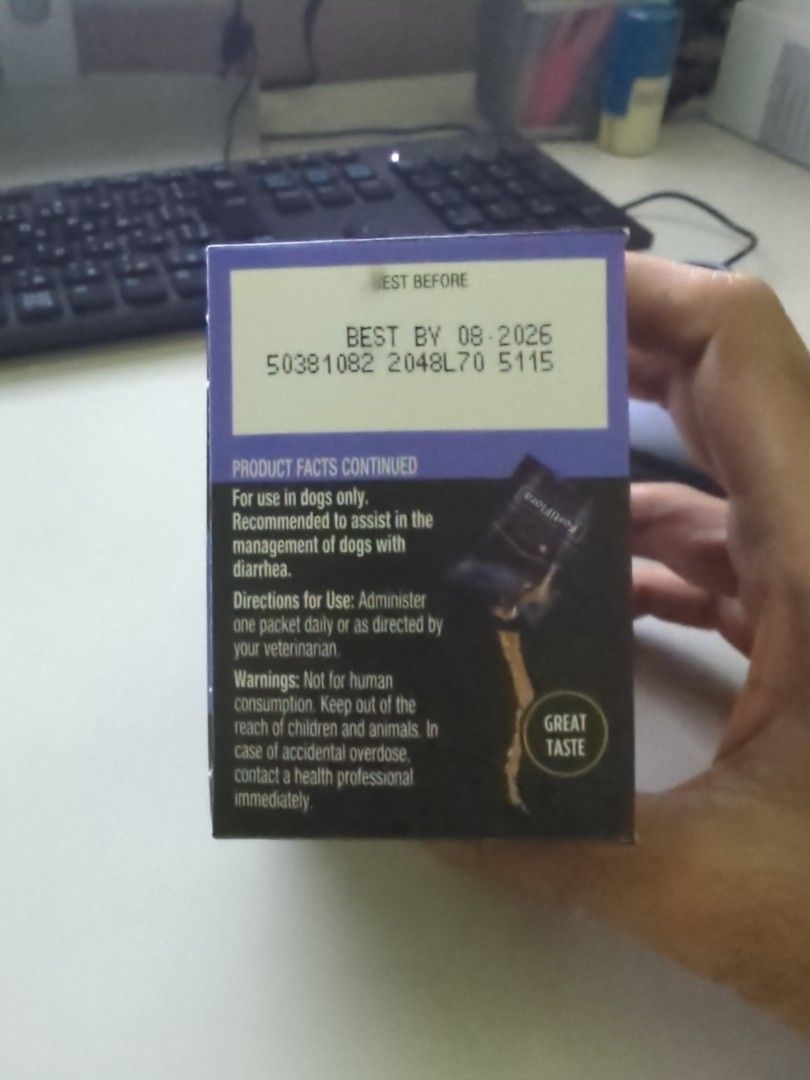 BEST BEFORE
BEST BY 08·2026
50381082 2048L70 5115
PRODUCT FACTS CONTINUED
For use in dogs only.
Recommended to assist in the
management of dogs with
diarrhea.
Directions for Use: Administer
one packet daily or as directed by
your veterinarian.
Warnings: Not for human
consumption. Keep out of the
reach of children and animals. In
case of accidental overdose,
contact a health professional
immediately.
FortiFlora
GREAT
TASTE